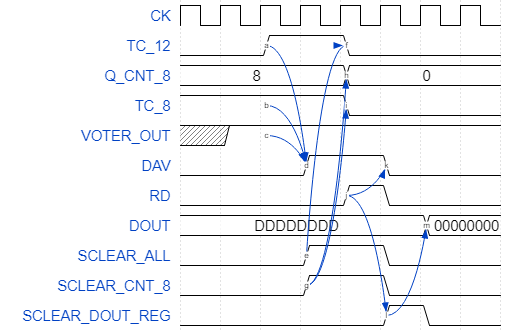 CK
TC_12 a f
Q_CNT_8 8 h 0
TC_8 b
VOTER_OUT c
DAV d k
RD
DOUT DDDDDDDD m 00000000
SCLEAR_ALL e
SCLEAR_CNT_8 g
SCLEAR_DOUT_REG